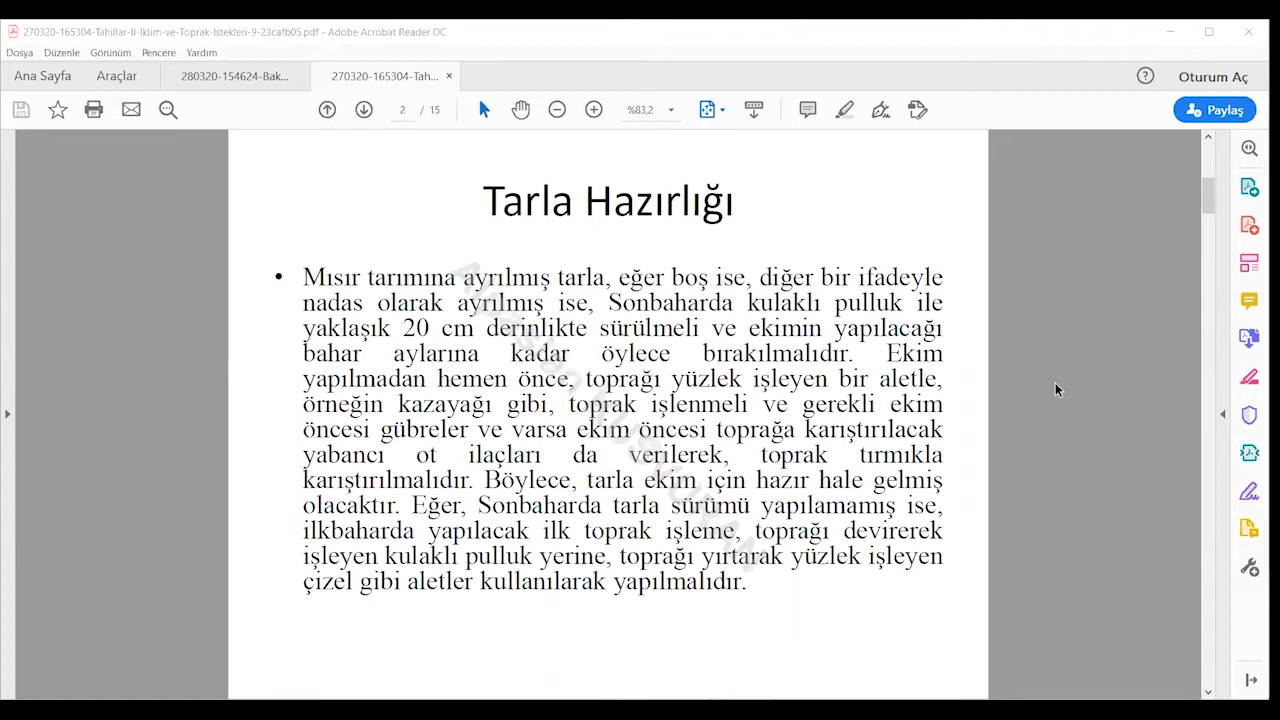 270320-165304-Tahillar-II-Iklim-ve-Toprak-Istekleri-9-23cafb05.pdf - Adobe Acrobat Reader DC
Dosya Düzenle Görünüm Pencere Yardım
Ana Sayfa Araçlar 280320-154624-Bak... 270320-165304-Tah... × Oturum Aç
2 / 15 %83,2 Paylaş
Tarla Hazırlığı
• Mısır tarımına ayrılmış tarla, eğer boş ise, diğer bir ifadeyle
nadas olarak ayrılmış ise, Sonbaharda kulaklı pulluk ile
yaklaşık 20 cm derinlikte sürülmeli ve ekimin yapılacağı
bahar aylarına kadar öylece bırakılmalıdır. Ekim
yapılmadan hemen önce, toprağı yüzlek işleyen bir aletle,
örneğin kazayağı gibi, toprak işlenmeli ve gerekli ekim
öncesi gübreler ve varsa ekim öncesi toprağa karıştırılacak
yabancı ot ilaçları da verilerek, toprak tırmıkla
karıştırılmalıdır. Böylece, tarla ekim için hazır hale gelmiş
olacaktır. Eğer, Sonbaharda tarla sürümü yapılamamış ise,
ilkbaharda yapılacak ilk toprak işleme, toprağı devirerek
işleyen kulaklı pulluk yerine, toprağı yırtarak yüzlek işleyen
çizel gibi aletler kullanılarak yapılmalıdır.